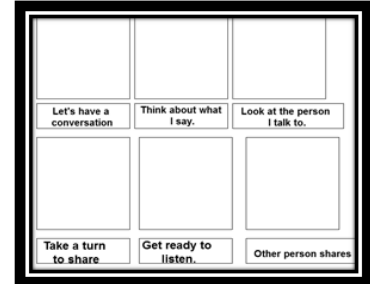 Let's have a
conversation
Think about what
I say.
Look at the person
I talk to.
Take a turn
to share
Get ready to
listen.
Other person shares